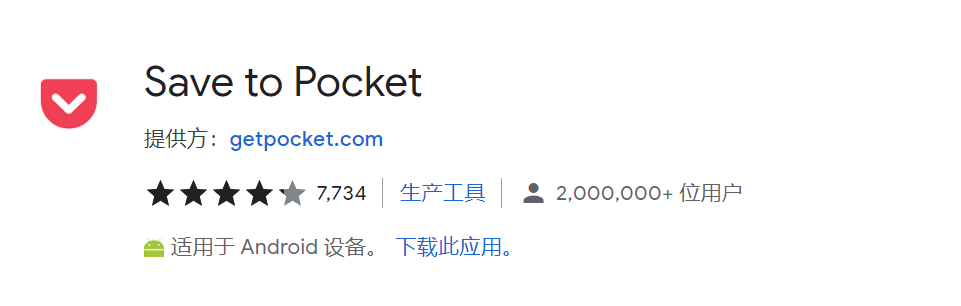 Save to Pocket
提供方：getpocket.com
7,734 生产工具 2,000,000+ 位用户
适用于 Android 设备。 下载此应用。